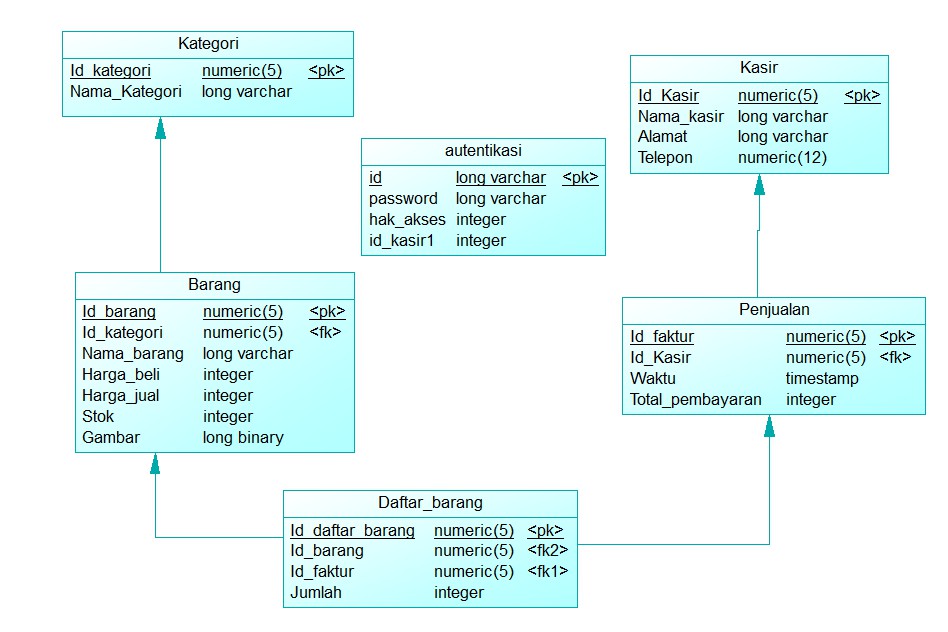 Kategori
Id_kategori numeric(5) <pk>
Nama_Kategori long varchar
Kasir
Id_Kasir numeric(5) <pk>
Nama_kasir long varchar
Alamat long varchar
Telepon numeric(12)
autentikasi
id long varchar <pk>
password long varchar
hak_akses integer
id_kasir1 integer
Barang
Id_barang numeric(5) <pk>
Id_kategori numeric(5) <fk>
Nama_barang long varchar
Harga_beli integer
Harga_jual integer
Stok integer
Gambar long binary
Penjualan
Id_faktur numeric(5) <pk>
Id_Kasir numeric(5) <fk>
Waktu timestamp
Total_pembayaran integer
Daftar_barang
Id_daftar_barang numeric(5) <pk>
Id_barang numeric(5) <fk2>
Id_faktur numeric(5) <fk1>
Jumlah integer